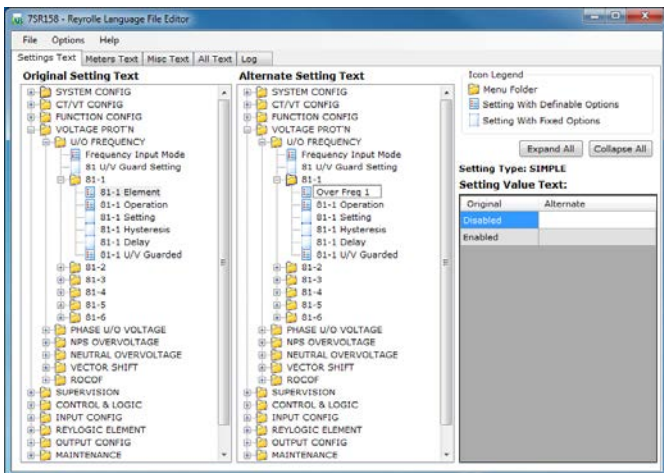 7SR158 - Reyrolle Language File Editor
File Options Help
Settings Text Meters Text Misc Text All Text Log
Original Setting Text
SYSTEM CONFIG
CT/VT CONFIG
FUNCTION CONFIG
VOLTAGE PROT'N
U/O FREQUENCY
Frequency Input Mode
81 U/V Guard Setting
81-1
81-1 Element
81-1 Operation
81-1 Setting
81-1 Hysteresis
81-1 Delay
81-1 U/V Guarded
81-2
81-3
81-4
81-5
81-6
PHASE U/O VOLTAGE
NPS OVERVOLTAGE
NEUTRAL OVERVOLTAGE
VECTOR SHIFT
ROCOF
SUPERVISION
CONTROL & LOGIC
INPUT CONFIG
REYLOGIC ELEMENT
OUTPUT CONFIG
MAINTENANCE
Alternate Setting Text
SYSTEM CONFIG
CT/VT CONFIG
FUNCTION CONFIG
VOLTAGE PROT'N
U/O FREQUENCY
Frequency Input Mode
81 U/V Guard Setting
81-1
Over Freq 1
81-1 Operation
81-1 Setting
81-1 Hysteresis
81-1 Delay
81-1 U/V Guarded
81-2
81-3
81-4
81-5
81-6
PHASE U/O VOLTAGE
NPS OVERVOLTAGE
NEUTRAL OVERVOLTAGE
VECTOR SHIFT
ROCOF
SUPERVISION
CONTROL & LOGIC
INPUT CONFIG
REYLOGIC ELEMENT
OUTPUT CONFIG
MAINTENANCE
Icon Legend
Menu Folder
Setting With Definable Options
Setting With Fixed Options
Expand All Collapse All
Setting Type: SIMPLE
Setting Value Text:
Original Alternate
Disabled
Enabled